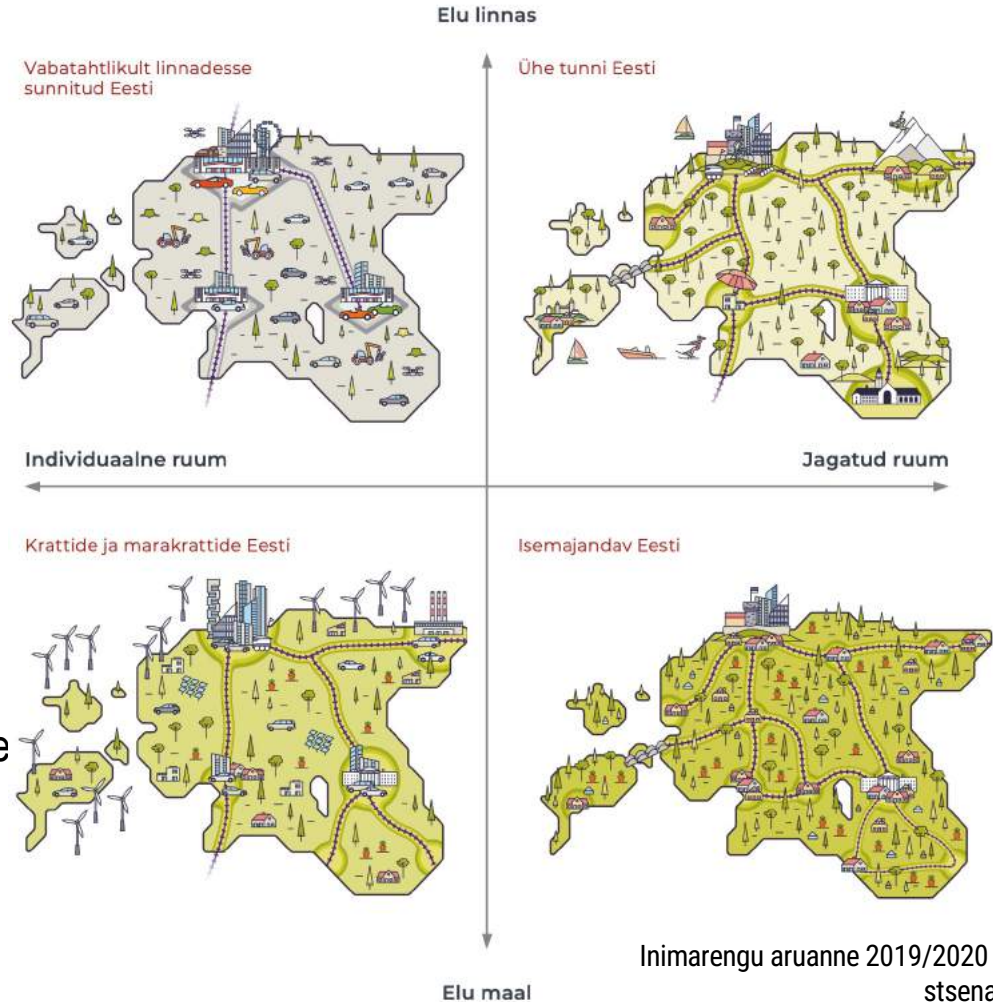 Elu linnas
Vabatahtlikult linnadesse
sunnitud Eesti
Ühe tunni Eesti
Individuaalne ruum
Jagatud ruum
Krattide ja marakrattide Eesti
Isemajandav Eesti
e
Inimarengu aruanne 2019/2020
stsena
Elu maal